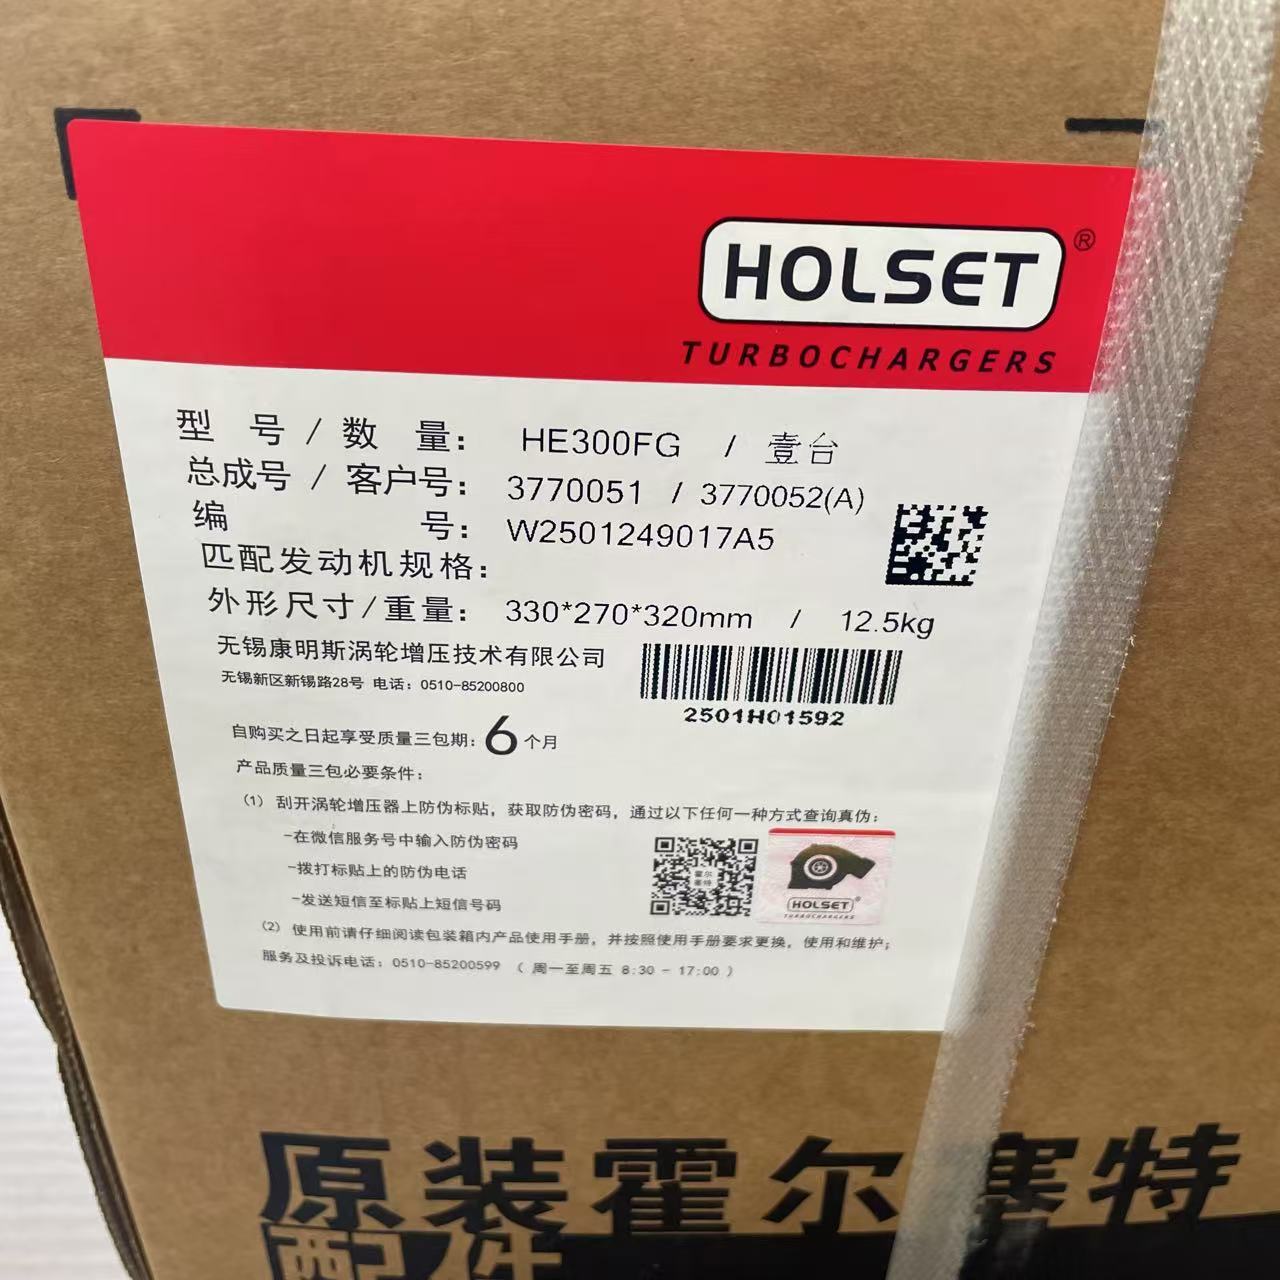 HOLSET®
TURBOCHARGERS
型 号 / 数 量： HE300FG / 壹台
总成号 / 客户号： 3770051 / 3770052(A)
编 号： W2501249017A5
匹配发动机规格：
外形尺寸/重量： 330*270*320mm / 12.5kg
无锡康明斯涡轮增压技术有限公司
无锡新区新锡路28号 电话：0510-85200800
2501H01592
自购买之日起享受质量三包期：6个月
产品质量三包必要条件：
（1） 刮开涡轮增压器上防伪标贴，获取防伪密码，通过以下任何一种方式查询真伪：
-在微信服务号中输入防伪密码
-拨打标贴上的防伪电话
-发送短信至标贴上短信号码
霍尔
塞特
HOLSET®
TURBOCHARGERS
（2） 使用前请仔细阅读包装箱内产品使用手册，并按照使用手册要求更换，使用和维护；
服务及投诉电话：0510-85200599 （ 周一至周五 8:30 - 17:00 ）
原装霍尔塞特
配件